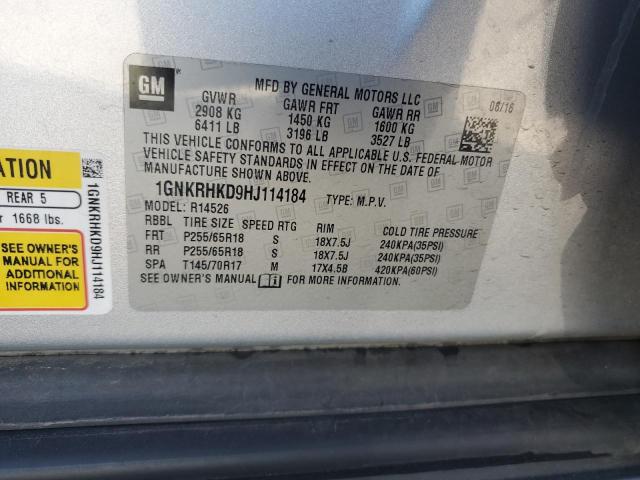 GM
MFD BY GENERAL MOTORS LLC
08/16
GVWR GAWR FRT GAWR RR
2908 KG 1450 KG 1600 KG
6411 LB 3196 LB 3527 LB
THIS VEHICLE CONFORMS TO ALL APPLICABLE U.S. FEDERAL MOTOR
VEHICLE SAFETY STANDARDS IN EFFECT ON THE DATE OF
MANUFACTURE SHOWN ABOVE.
1GNKRHKD9HJ114184 TYPE: M.P.V.
MODEL: R14526
RBBL TIRE SIZE SPEED RTG RIM COLD TIRE PRESSURE
FRT P255/65R18 S 18X7.5J 240KPA(35PSI)
RR P255/65R18 S 18X7.5J 240KPA(35PSI)
SPA T145/70R17 M 17X4.5B 420KPA(60PSI)
SEE OWNER'S MANUAL FOR MORE INFORMATION.
ATION
REAR 5
r 1668 lbs.
SEE OWNER'S
MANUAL FOR
ADDITIONAL
INFORMATION
1GNKRHKD9HJ114184